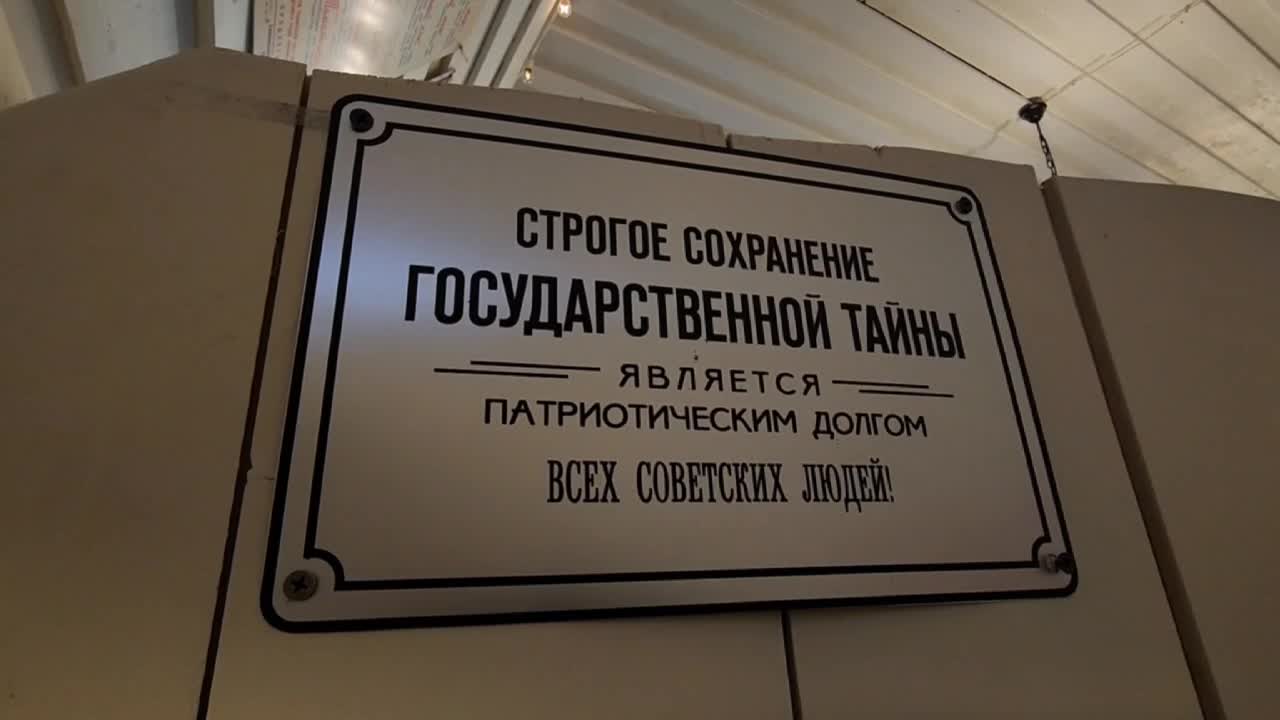 СТРОГОЕ СОХРАНЕНИЕ
ГОСУДАРСТВЕННОЙ ТАЙНЫ
ЯВЛЯЕТСЯ
ПАТРИОТИЧЕСКИМ ДОЛГОМ
ВСЕХ СОВЕТСКИХ ЛЮДЕЙ!